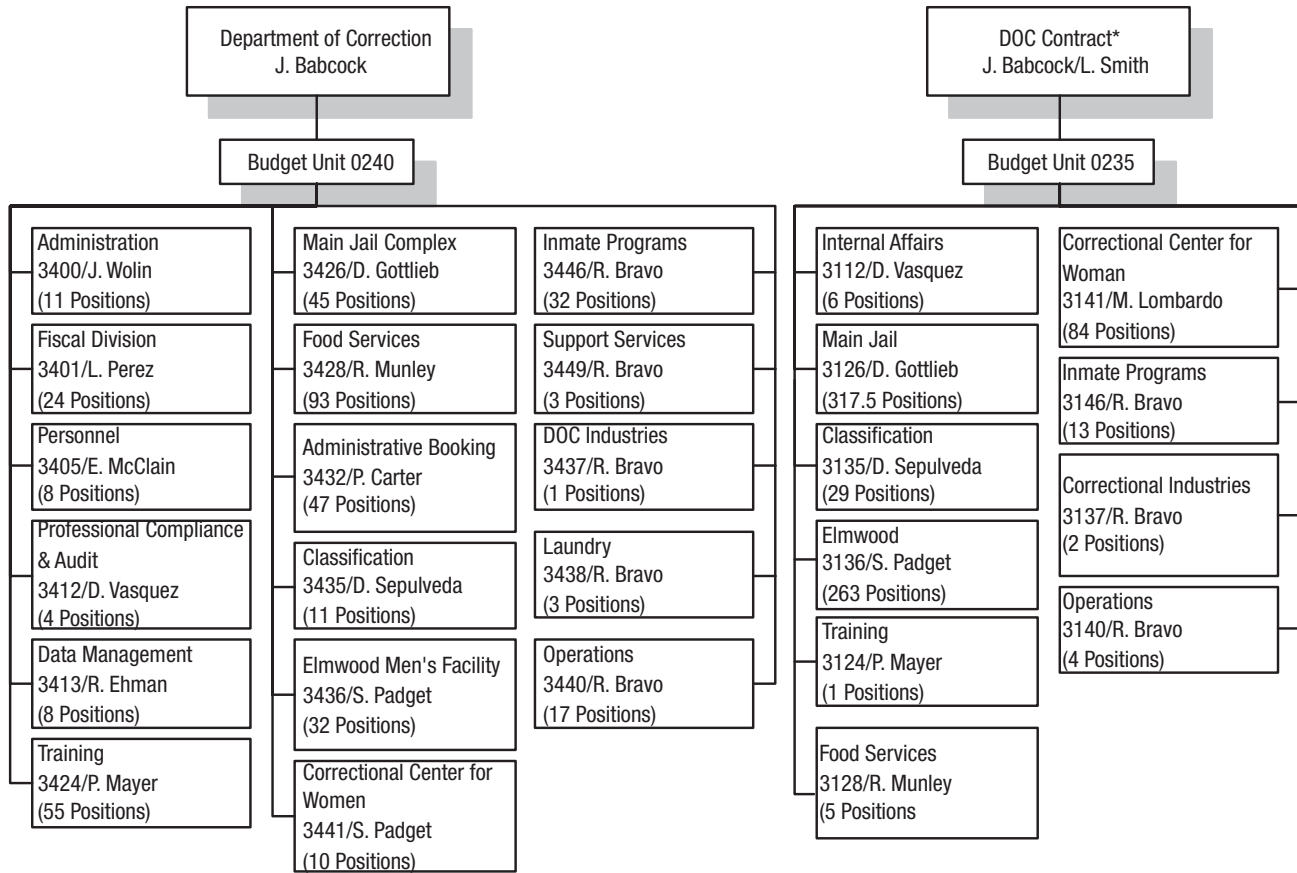 Department of Correction
J. Babcock
Budget Unit 0240
Administration
3400/J. Wolin
(11 Positions)
Fiscal Division
3401/L. Perez
(24 Positions)
Personnel
3405/E. McClain
(8 Positions)
Professional Compliance
& Audit
3412/D. Vasquez
(4 Positions)
Data Management
3413/R. Ehman
(8 Positions)
Training
3424/P. Mayer
(55 Positions)
Main Jail Complex
3426/D. Gottlieb
(45 Positions)
Food Services
3428/R. Munley
(93 Positions)
Administrative Booking
3432/P. Carter
(47 Positions)
Classification
3435/D. Sepulveda
(11 Positions)
Elmwood Men's Facility
3436/S. Padget
(32 Positions)
Correctional Center for
Women
3441/S. Padget
(10 Positions)
Inmate Programs
3446/R. Bravo
(32 Positions)
Support Services
3449/R. Bravo
(3 Positions)
DOC Industries
3437/R. Bravo
(1 Positions)
Laundry
3438/R. Bravo
(3 Positions)
Operations
3440/R. Bravo
(17 Positions)
DOC Contract*
J. Babcock/L. Smith
Budget Unit 0235
Internal Affairs
3112/D. Vasquez
(6 Positions)
Main Jail
3126/D. Gottlieb
(317.5 Positions)
Classification
3135/D. Sepulveda
(29 Positions)
Elmwood
3136/S. Padget
(263 Positions)
Training
3124/P. Mayer
(1 Positions)
Food Services
3128/R. Munley
(5 Positions
Correctional Center for
Woman
3141/M. Lombardo
(84 Positions)
Inmate Programs
3146/R. Bravo
(13 Positions)
Correctional Industries
3137/R. Bravo
(2 Positions)
Operations
3140/R. Bravo
(4 Positions)